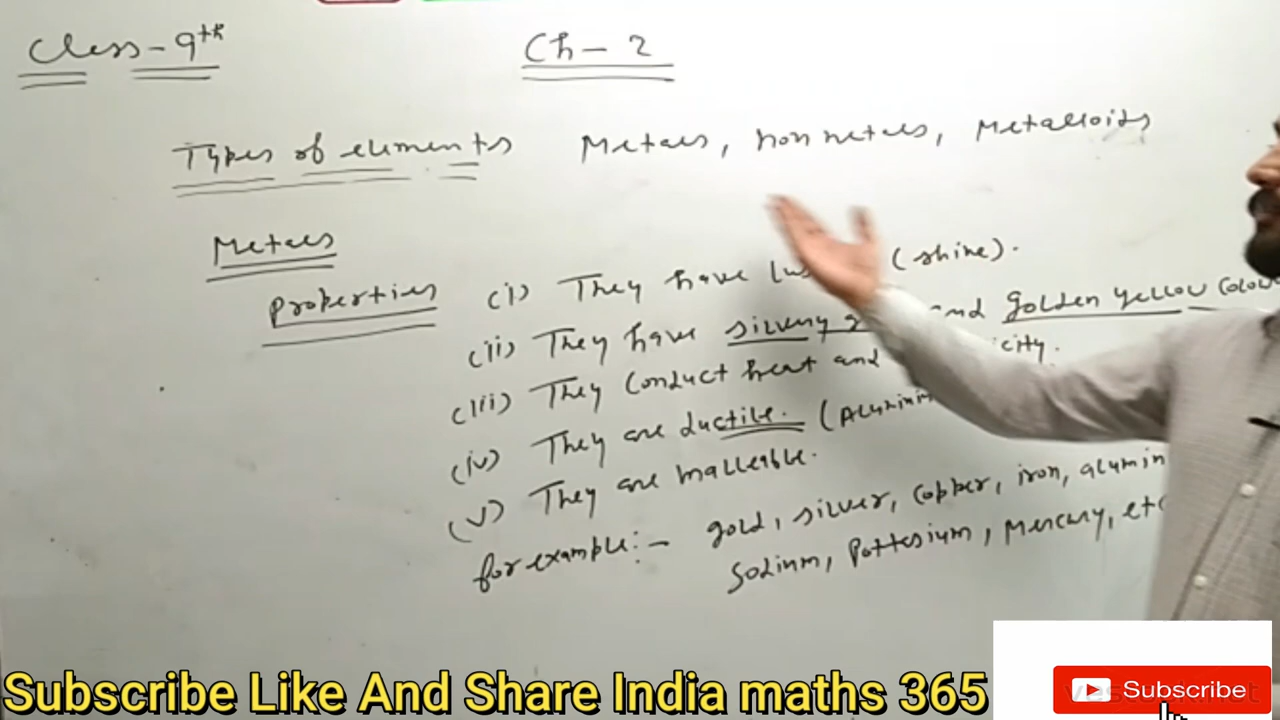 Class-9th
Ch-2
Types of elements Metals, non metals, Metalloids
Metals
Properties (i) They have (shine).
(ii) They have silvery and golden yellow colour
(iii) They conduct heat and
(iv) They are ductile. (Alumini
(v) They are malleable.
for example:- gold, silver, copper, iron, alumin
Sodium, Pottasium, Mercury, etc
Subscribe Like And Share India maths 365
Subscribe